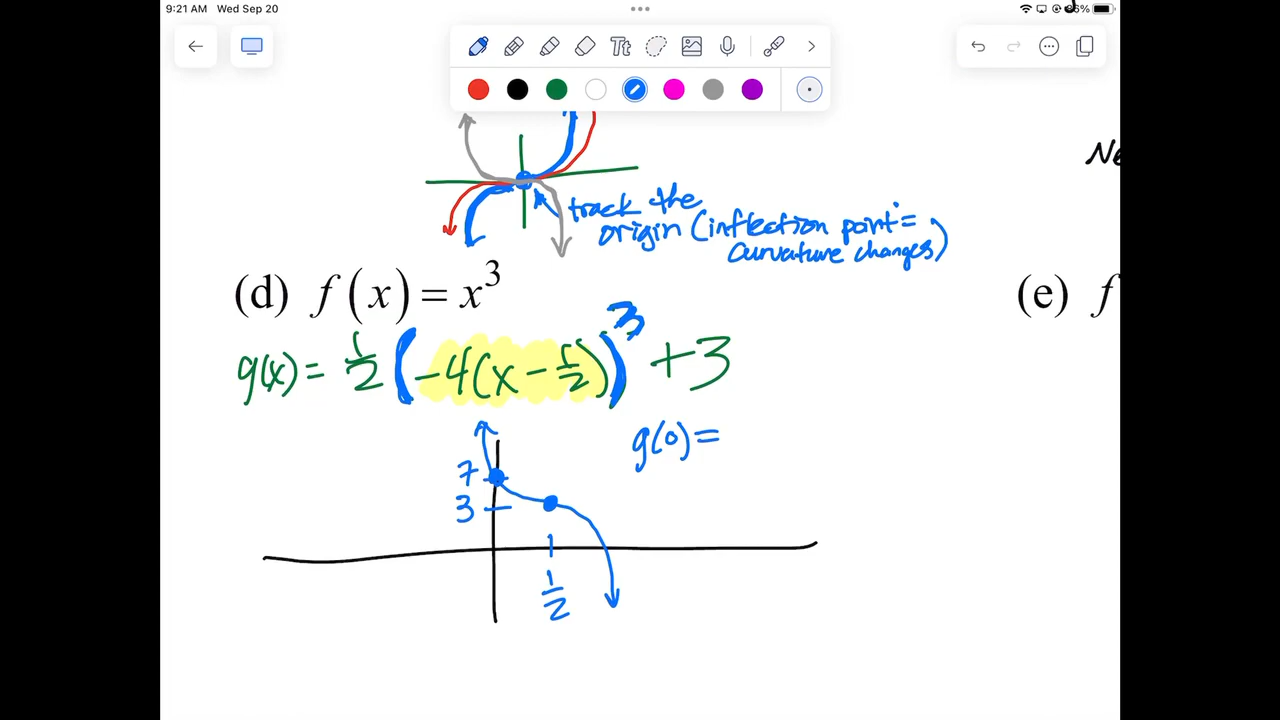 9:21 AM Wed Sep 20
Tt
track the
origin (inflection point =
curvature changes)
(d) f(x) = x³
(e) f
g(x) = 1/2 (-4(x - 1/2))³ + 3
g(0) =
7
3
1/2